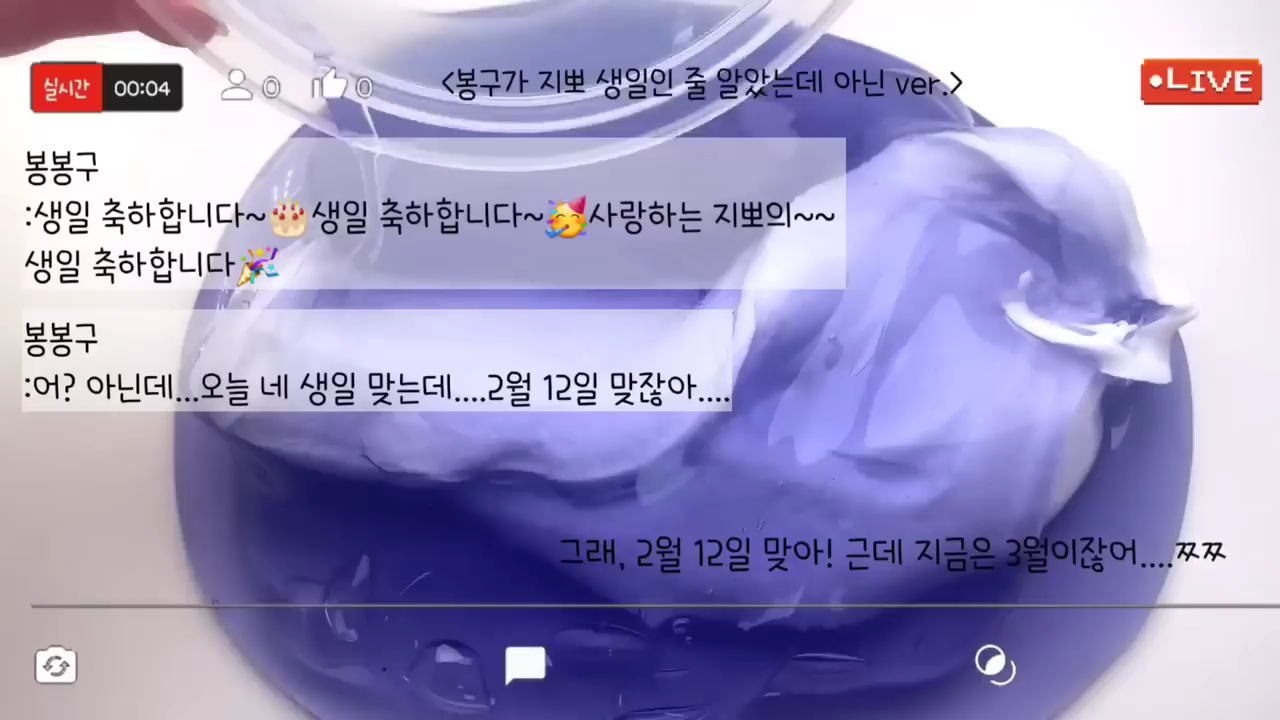 실시간 00:04 0 0 <봉구가 지뽀 생일인 줄 알았는데 아닌 ver.> •LIVE
봉봉구
:생일 축하합니다~🎂생일 축하합니다~🥳사랑하는 지뽀의~~
생일 축하합니다🎉
봉봉구
:어? 아닌데...오늘 네 생일 맞는데....2월 12일 맞잖아....
그래, 2월 12일 맞아! 근데 지금은 3월이잖어....ㅉㅉ